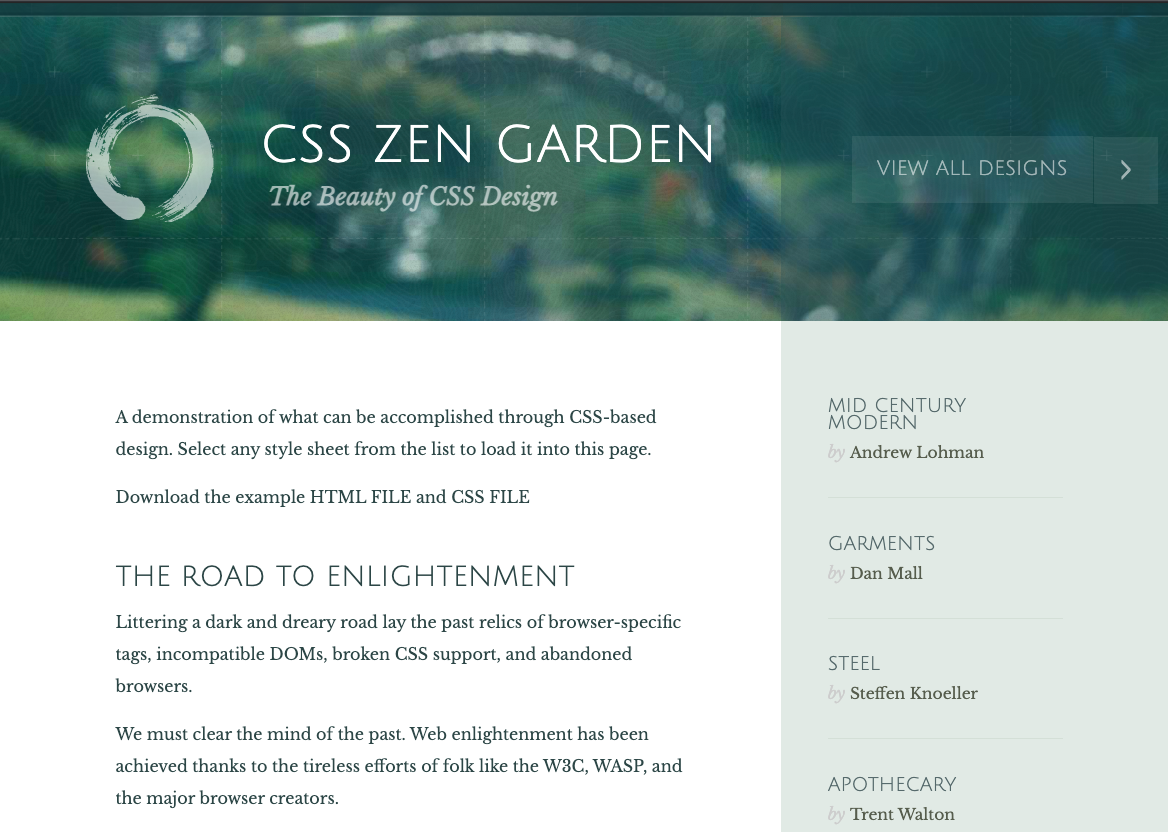 CSS ZEN GARDEN
The Beauty of CSS Design
VIEW ALL DESIGNS
A demonstration of what can be accomplished through CSS-based
design. Select any style sheet from the list to load it into this page.
Download the example HTML FILE and CSS FILE
THE ROAD TO ENLIGHTENMENT
Littering a dark and dreary road lay the past relics of browser-specific
tags, incompatible DOMs, broken CSS support, and abandoned
browsers.
We must clear the mind of the past. Web enlightenment has been
achieved thanks to the tireless efforts of folk like the W3C, WASP, and
the major browser creators.
MID CENTURY
MODERN
by Andrew Lohman
GARMENTS
by Dan Mall
STEEL
by Steffen Knoeller
APOTHECARY
by Trent Walton